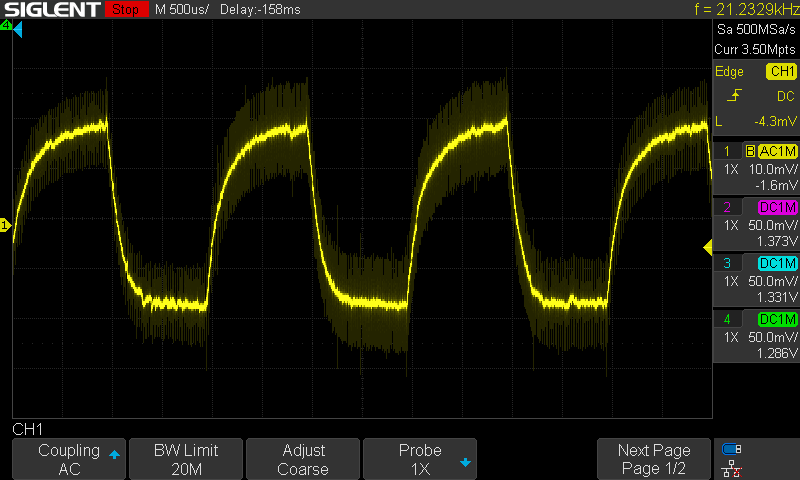 SIGLENT Stop M 500us/ Delay:-158ms f = 21.2329kHz
Sa 500MSa/s
Curr 3.50Mpts
Edge CH1
DC
L -4.3mV
1 B AC1M
1X 10.0mV/
-1.6mV
2 DC1M
1X 50.0mV/
1.373V
3 DC1M
1X 50.0mV/
1.331V
4 DC1M
1X 50.0mV/
1.286V
4
1
CH1
Coupling BW Limit Adjust Probe Next Page
AC 20M Coarse 1X Page 1/2